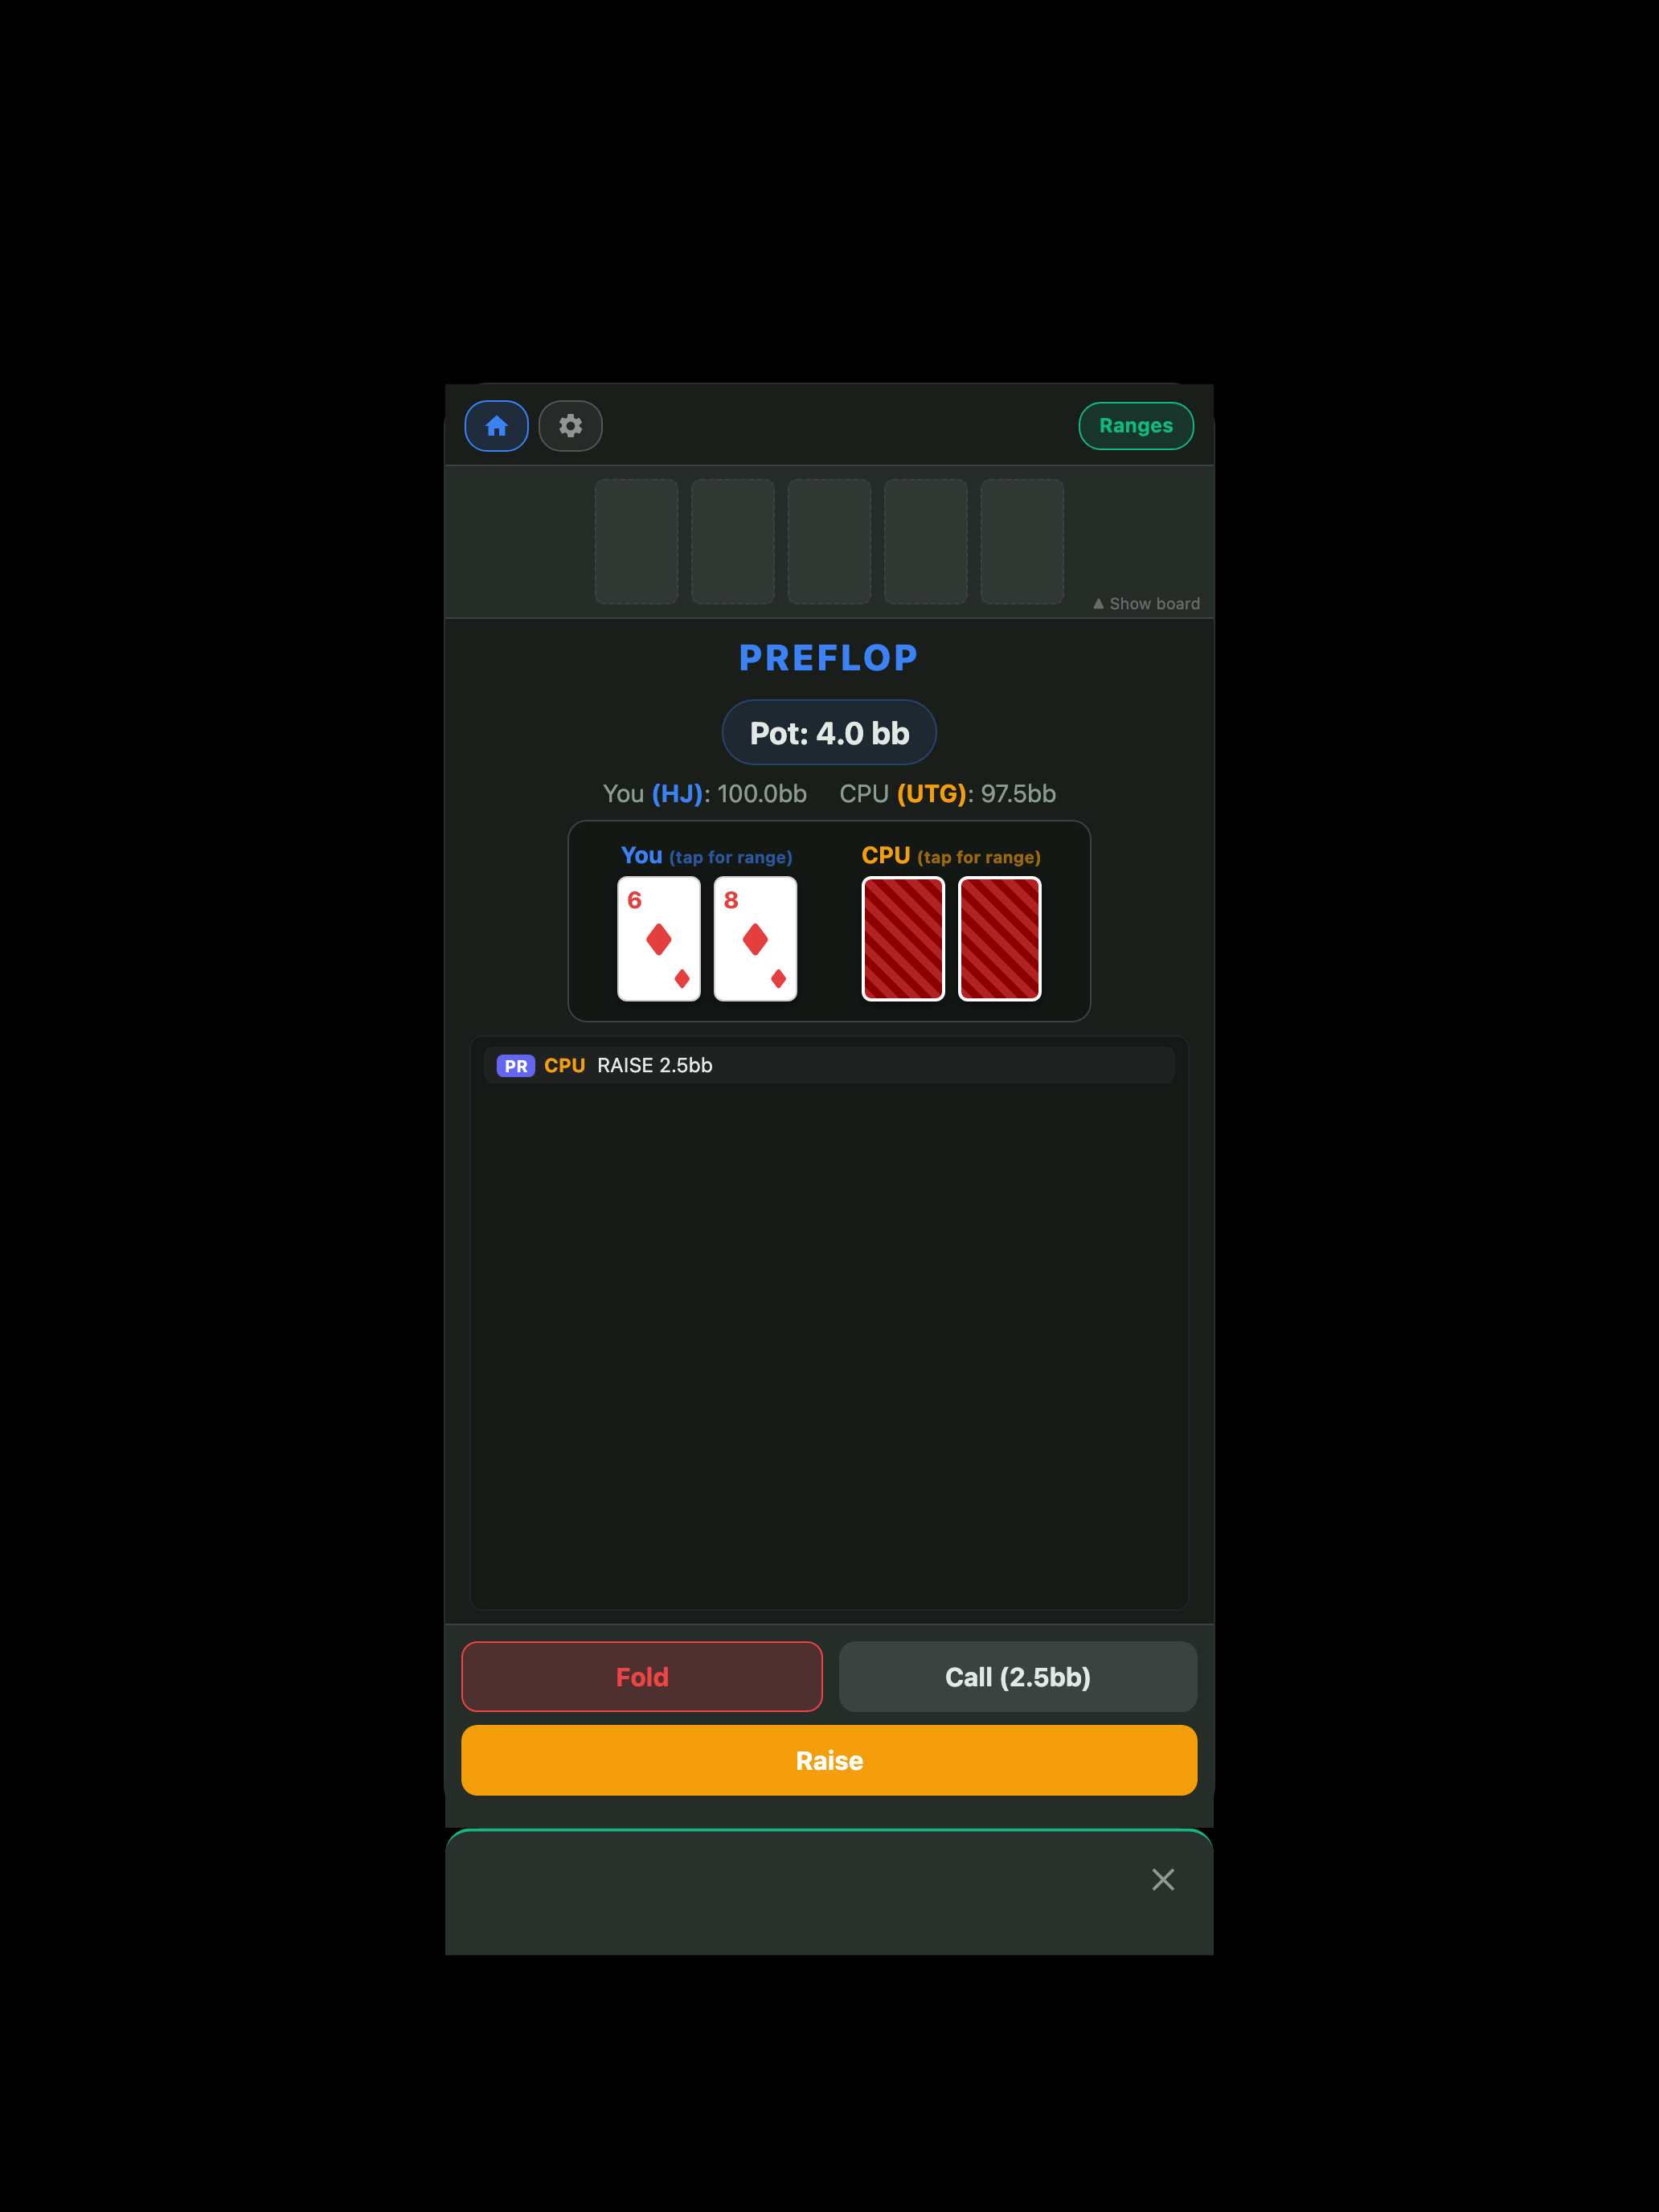 Ranges
▲ Show board
PREFLOP
Pot: 4.0 bb
You (HJ): 100.0bb CPU (UTG): 97.5bb
You (tap for range) CPU (tap for range)
6 8
PR CPU RAISE 2.5bb
Fold Call (2.5bb)
Raise